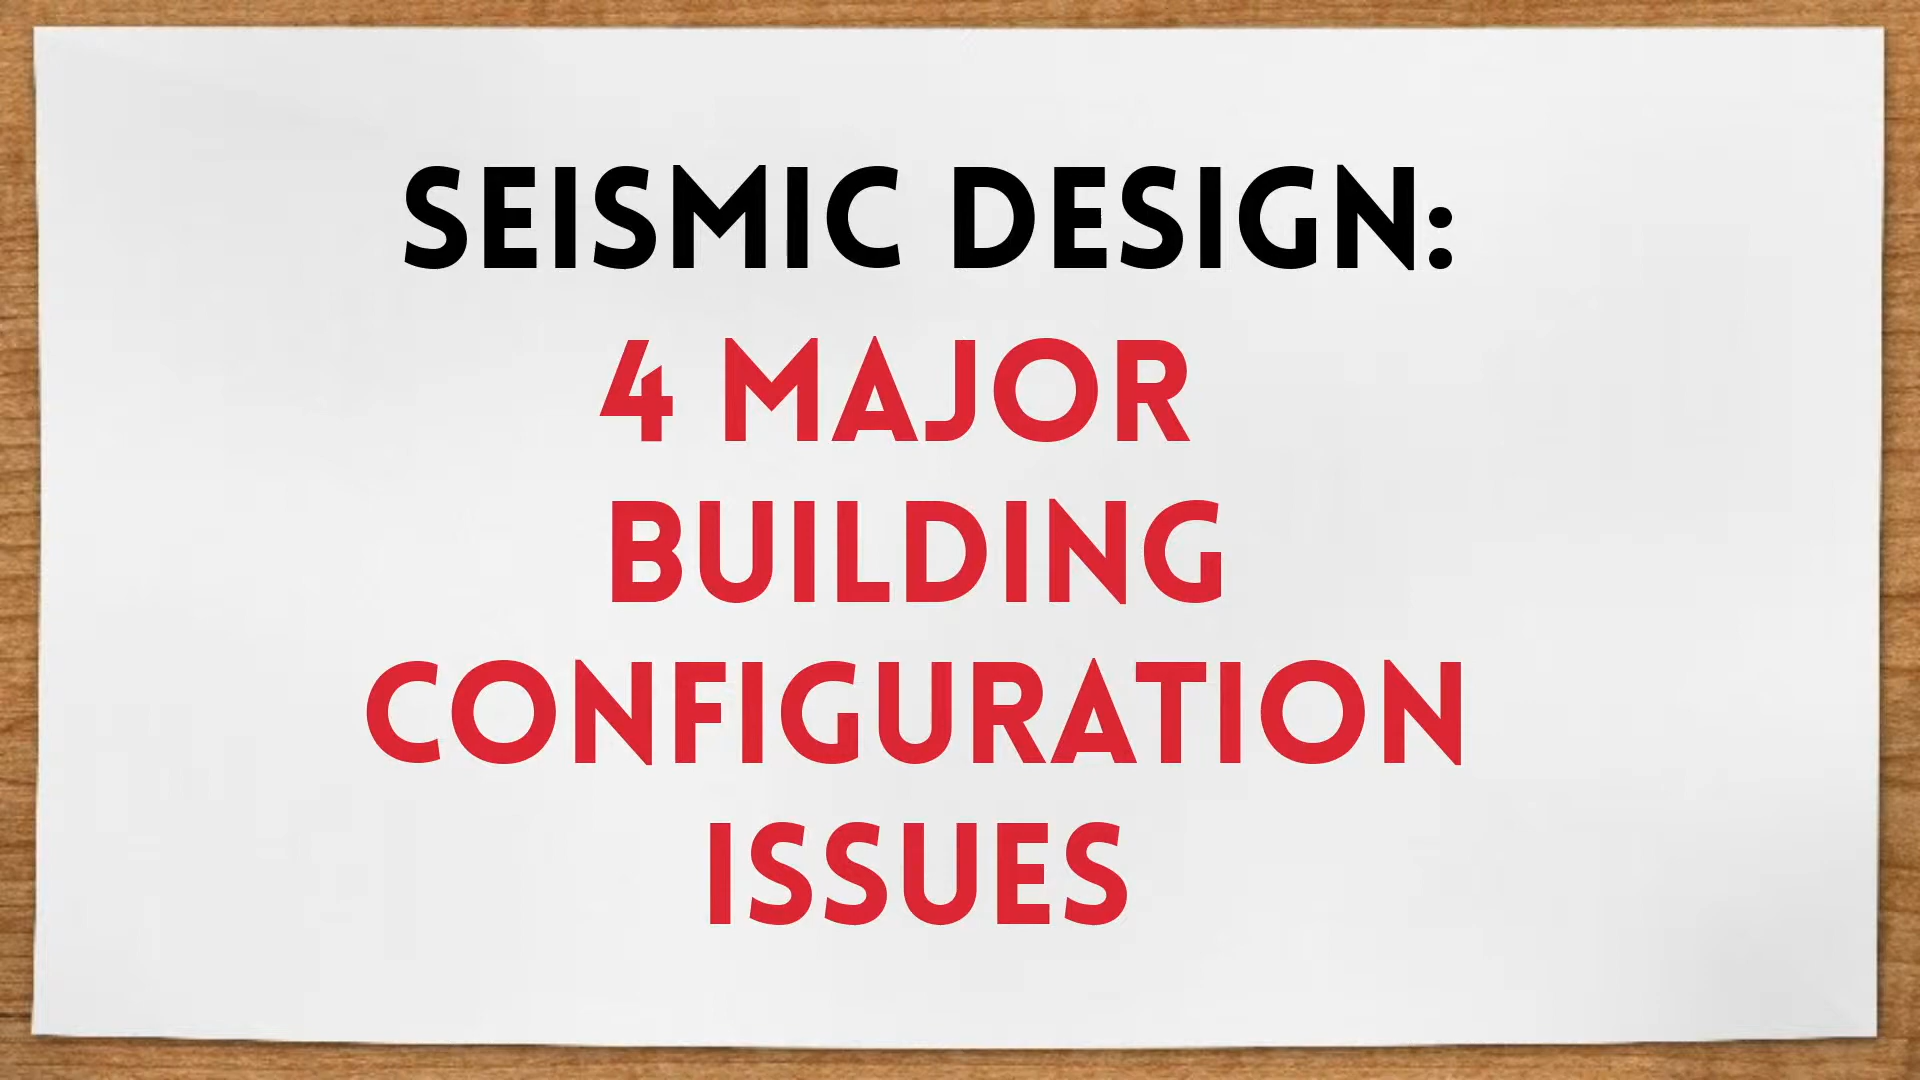 SEISMIC DESIGN:
4 MAJOR
BUILDING
CONFIGURATION
ISSUES